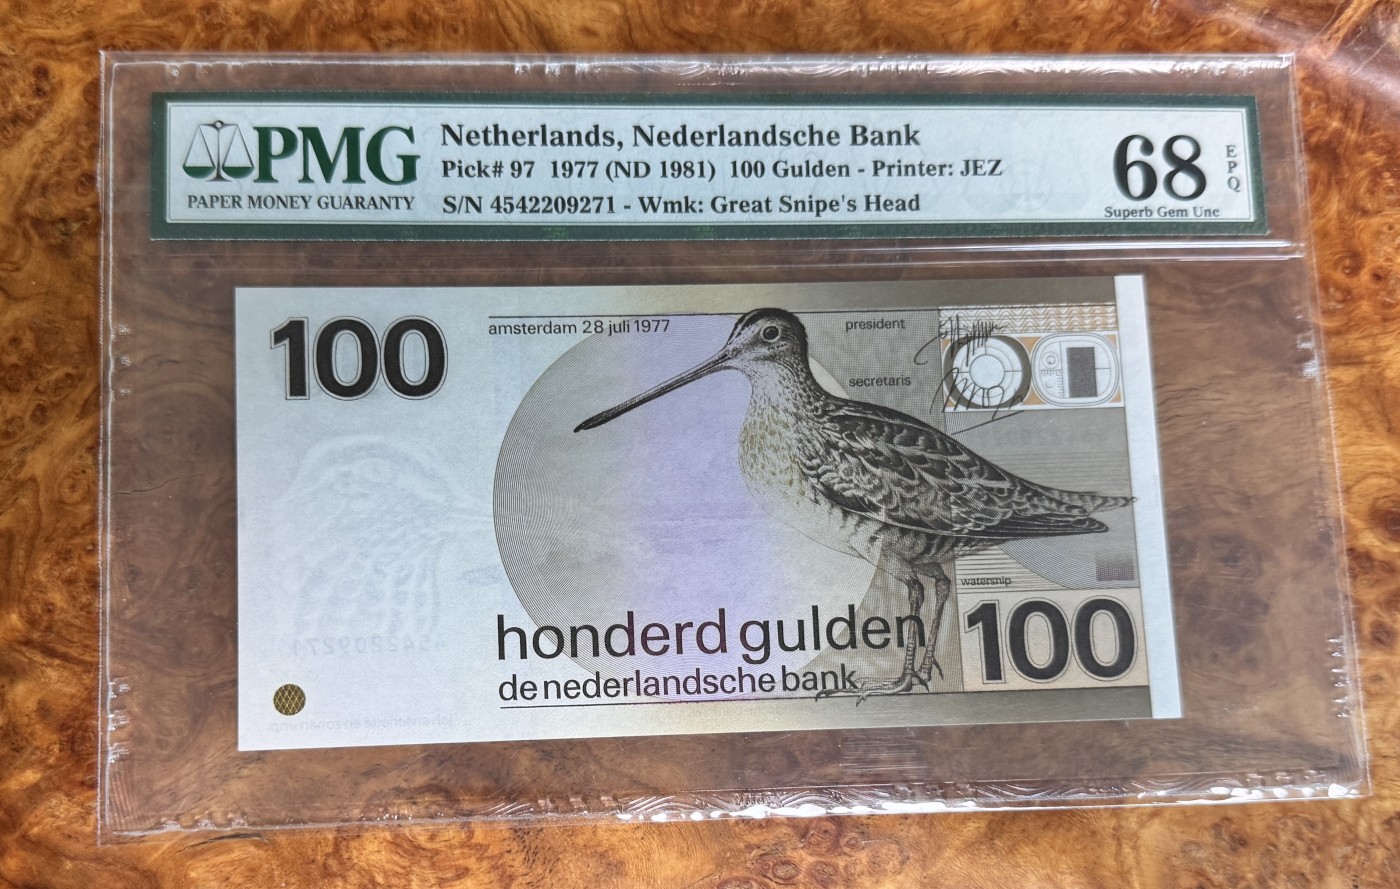 PMG
PAPER MONEY GUARANTY
Netherlands, Nederlandsche Bank
Pick# 97 1977 (ND 1981) 100 Gulden - Printer: JEZ
S/N 4542209271 - Wmk: Great Snipe's Head
68
EPQ
Superb Gem Unc
100
amsterdam 28 juli 1977
president
secretaris
watersnip
100
honderd gulden
de nederlandsche bank
4542209271